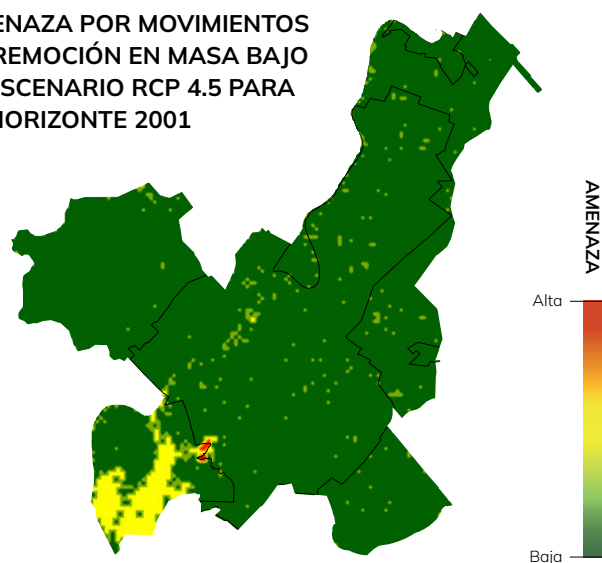 ENAZA POR MOVIMIENTOS
REMOCIÓN EN MASA BAJO
SCENARIO RCP 4.5 PARA
HORIZONTE 2001
AMENAZA
Alta
Baja